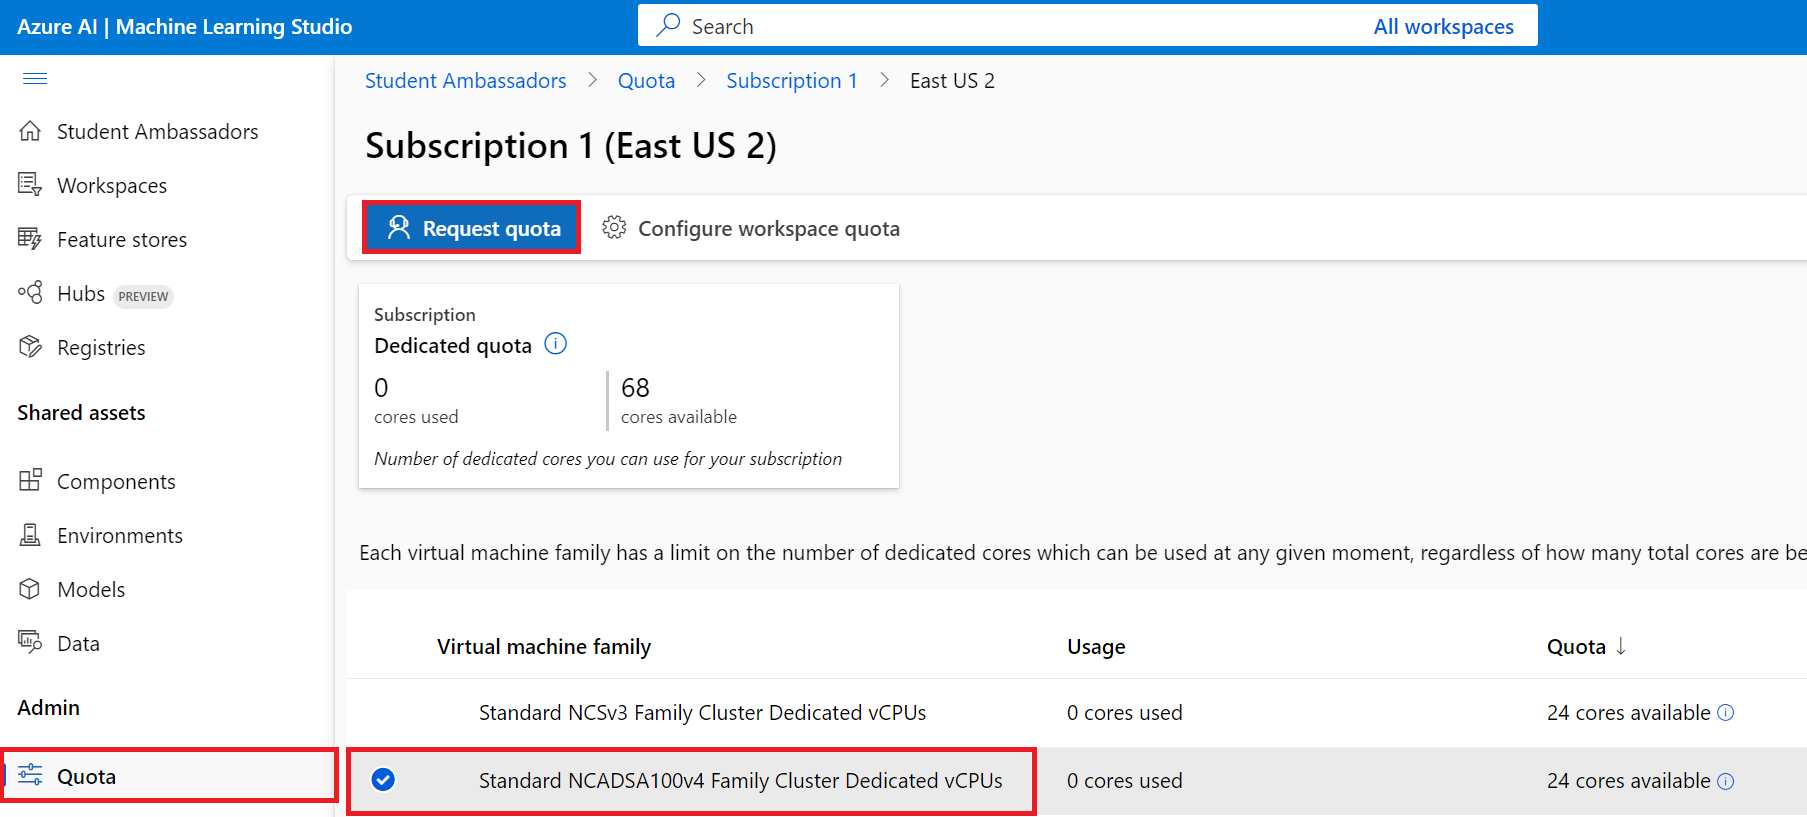 Azure AI | Machine Learning Studio
Search
All workspaces
Student Ambassadors > Quota > Subscription 1 > East US 2
Student Ambassadors
Workspaces
Feature stores
Hubs PREVIEW
Registries
Shared assets
Components
Environments
Models
Data
Admin
Quota
Subscription 1 (East US 2)
Request quota
Configure workspace quota
Subscription
Dedicated quota
0
cores used
68
cores available
Number of dedicated cores you can use for your subscription
Each virtual machine family has a limit on the number of dedicated cores which can be used at any given moment, regardless of how many total cores are be
Virtual machine family Usage Quota ↓
Standard NCSv3 Family Cluster Dedicated vCPUs 0 cores used 24 cores available
Standard NCADSA100v4 Family Cluster Dedicated vCPUs 0 cores used 24 cores available